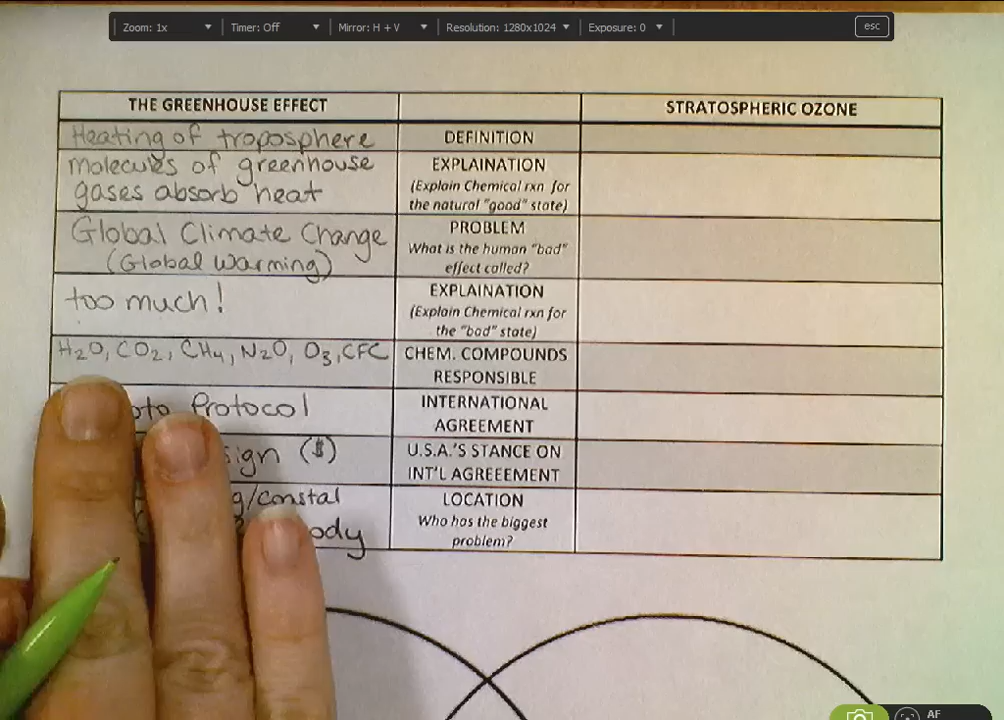 Zoom: 1x
Timer: Off
Mirror: H + V
Resolution: 1280x1024
Exposure: 0
esc
THE GREENHOUSE EFFECT
STRATOSPHERIC OZONE
Heating of troposphere
DEFINITION
molecules of greenhouse
gases absorb heat
EXPLAINATION
(Explain Chemical rxn for
the natural "good" state)
Global Climate Change
(Global Warming)
PROBLEM
What is the human "bad"
effect called?
too much!
EXPLAINATION
(Explain Chemical rxn for
the "bad" state)
H2O, CO2, CH4, N2O, O3, CFC
CHEM. COMPOUNDS
RESPONSIBLE
oto Protocol
INTERNATIONAL
AGREEMENT
sign ($)
U.S.A.'S STANCE ON
INT'L AGREEEMENT
g/constal
ody
LOCATION
Who has the biggest
problem?
AF